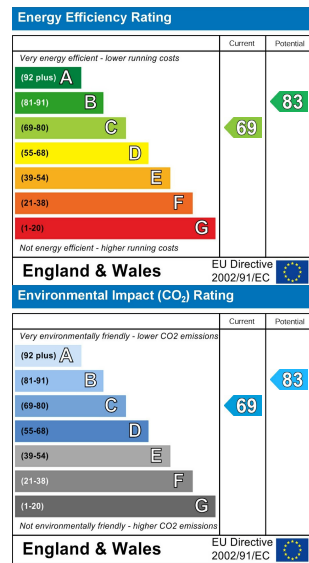 Energy Efficiency Rating
Current Potential
Very energy efficient - lower running costs
(92 plus) A
(81-91) B
83
(69-80) C
69
(55-68) D
(39-54) E
(21-38) F
(1-20) G
Not energy efficient - higher running costs
England & Wales
EU Directive
2002/91/EC
Environmental Impact (CO₂) Rating
Current Potential
Very environmentally friendly - lower CO2 emissions
(92 plus) A
(81-91) B
83
(69-80) C
69
(55-68) D
(39-54) E
(21-38) F
(1-20) G
Not environmentally friendly - higher CO2 emissions
England & Wales
EU Directive
2002/91/EC